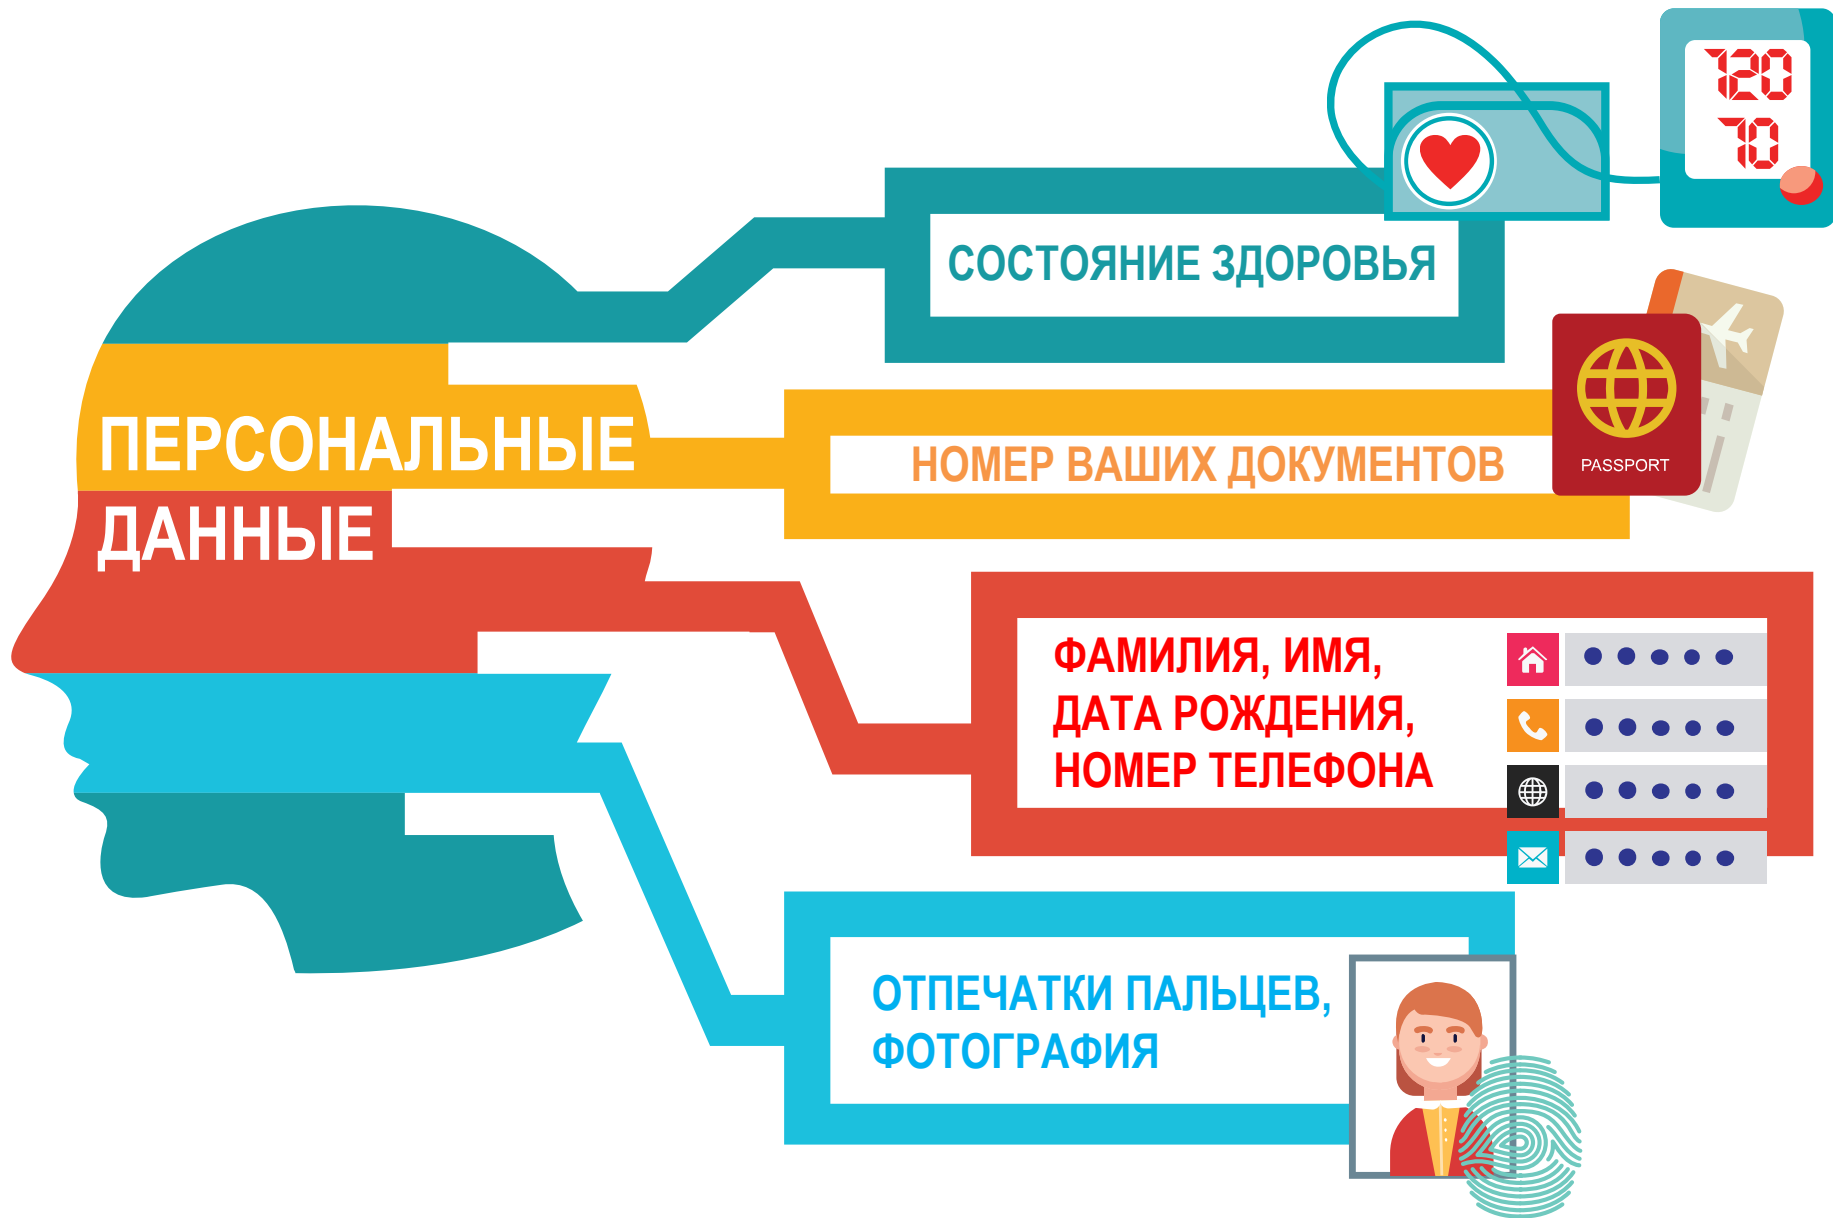 120
70
СОСТОЯНИЕ ЗДОРОВЬЯ
ПЕРСОНАЛЬНЫЕ
ДАННЫЕ
НОМЕР ВАШИХ ДОКУМЕНТОВ
PASSPORT
ФАМИЛИЯ, ИМЯ,
ДАТА РОЖДЕНИЯ,
НОМЕР ТЕЛЕФОНА
ОТПЕЧАТКИ ПАЛЬЦЕВ,
ФОТОГРАФИЯ